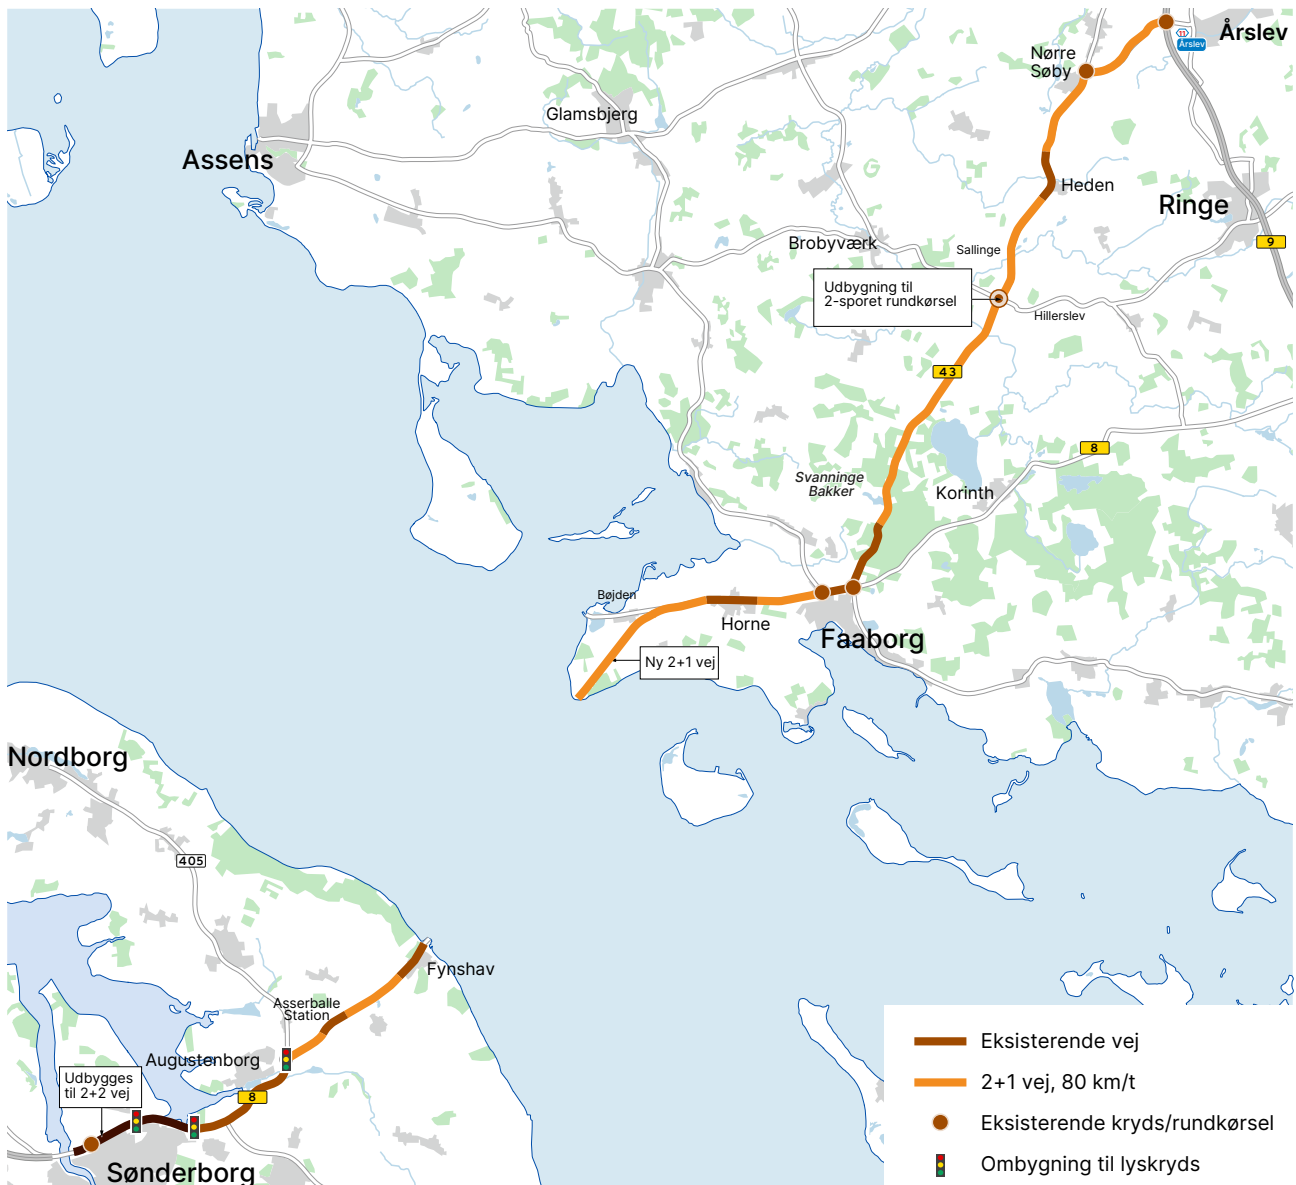 Årslev
11
Årslev
Nørre
Søby
Glamsbjerg
Assens
Heden
Ringe
9
Brobyværk
Sallinge
Udbygning til
2-sporet rundkørsel
Hillerslev
43
8
Svanninge
Bakker
Korinth
Bøjden
Horne
Faaborg
Ny 2+1 vej
Nordborg
405
Fynshav
Asserballe
Station
Augustenborg
Udbygges
til 2+2 vej
8
Sønderborg
Eksisterende vej
2+1 vej, 80 km/t
Eksisterende kryds/rundkørsel
Ombygning til lyskryds